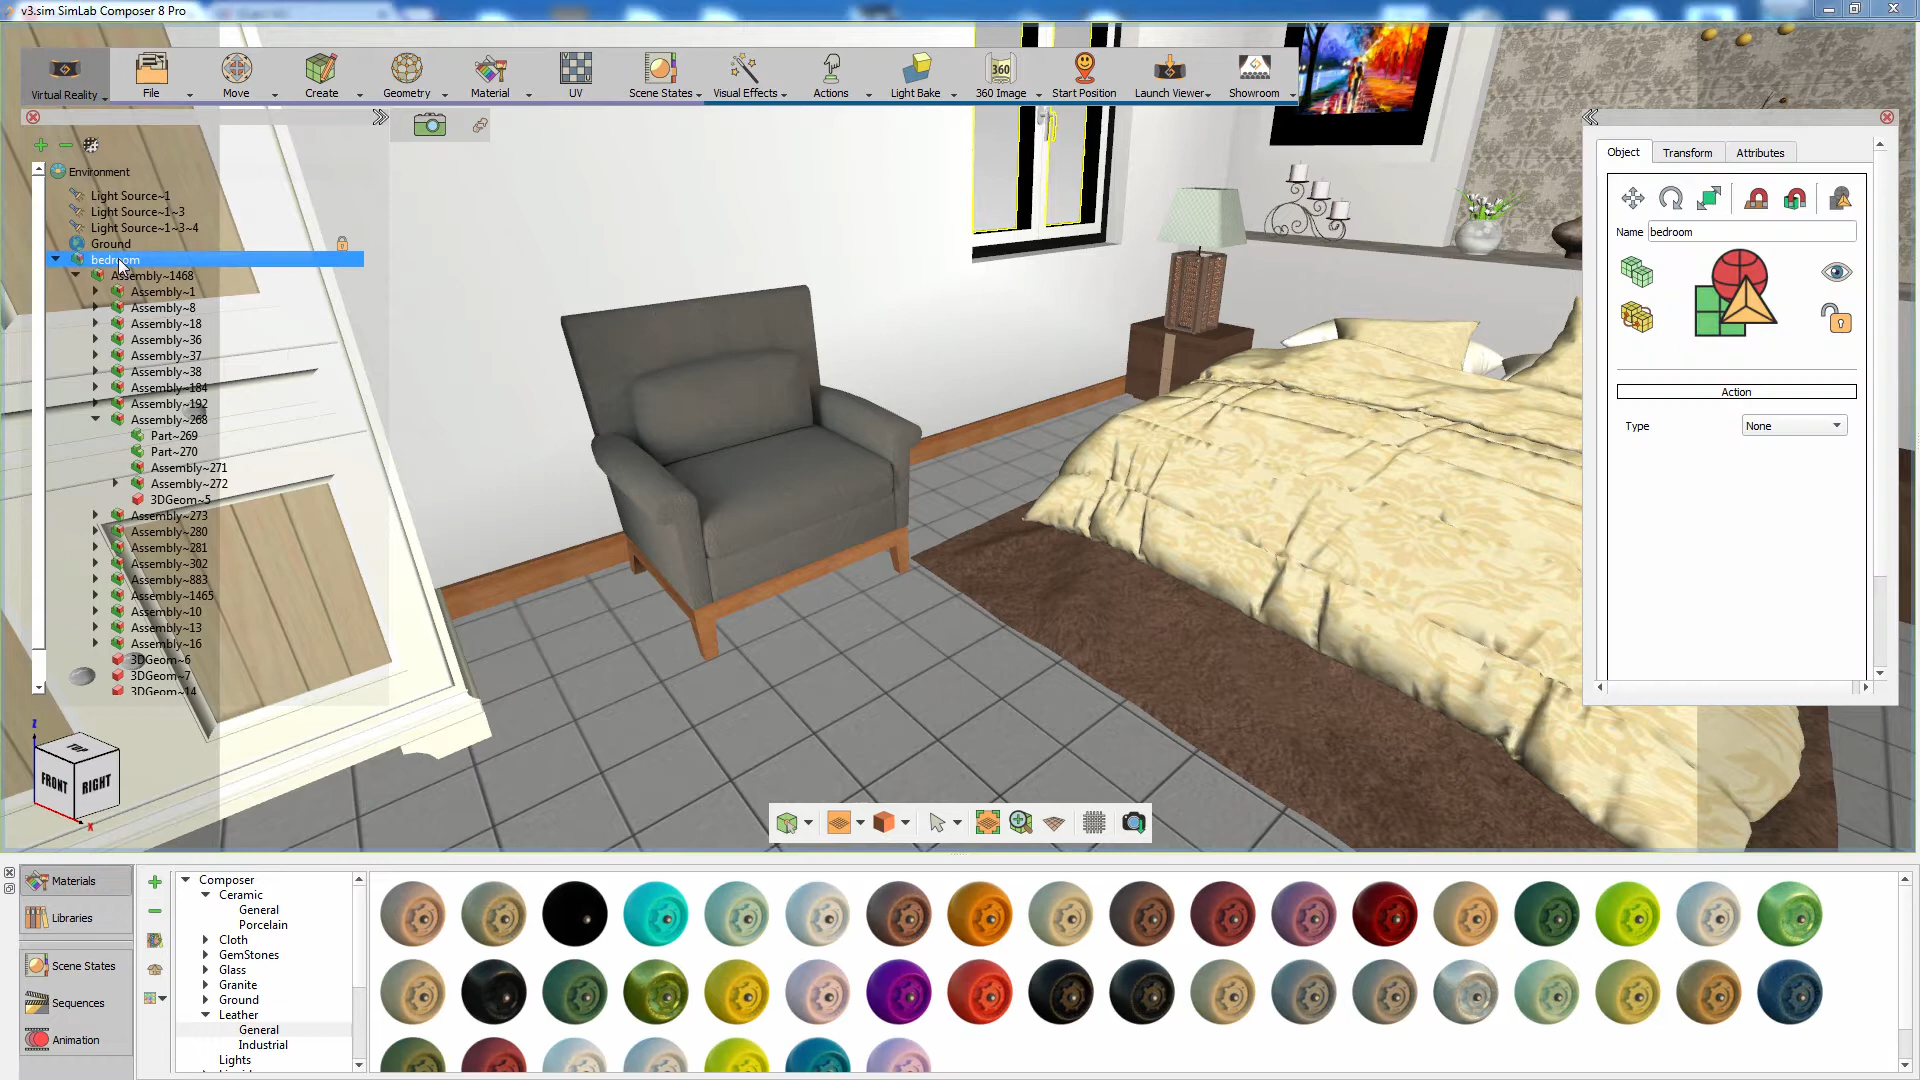 v3.sim SimLab Composer 8 Pro
Virtual Reality
File
Move
Create
Geometry
Material
UV
Scene States
Visual Effects
Actions
Light Bake
360 Image
Start Position
Launch Viewer
Showroom
360
Environment
Light Source~1
Light Source~1~3
Light Source~1~3~4
Ground
bedroom
Assembly~1468
Assembly~1
Assembly~8
Assembly~18
Assembly~36
Assembly~37
Assembly~38
Assembly~184
Assembly~192
Assembly~268
Part~269
Part~270
Assembly~271
Assembly~272
3DGeom~5
Assembly~273
Assembly~280
Assembly~281
Assembly~302
Assembly~883
Assembly~1465
Assembly~10
Assembly~13
Assembly~16
3DGeom~6
3DGeom~7
3DGeom~14
Z
TOP
FRONT
RIGHT
X
Object
Transform
Attributes
Name
bedroom
Action
Type
None
Materials
Libraries
Scene States
Sequences
Animation
Composer
Ceramic
General
Porcelain
Cloth
GemStones
Glass
Granite
Ground
Leather
General
Industrial
Lights